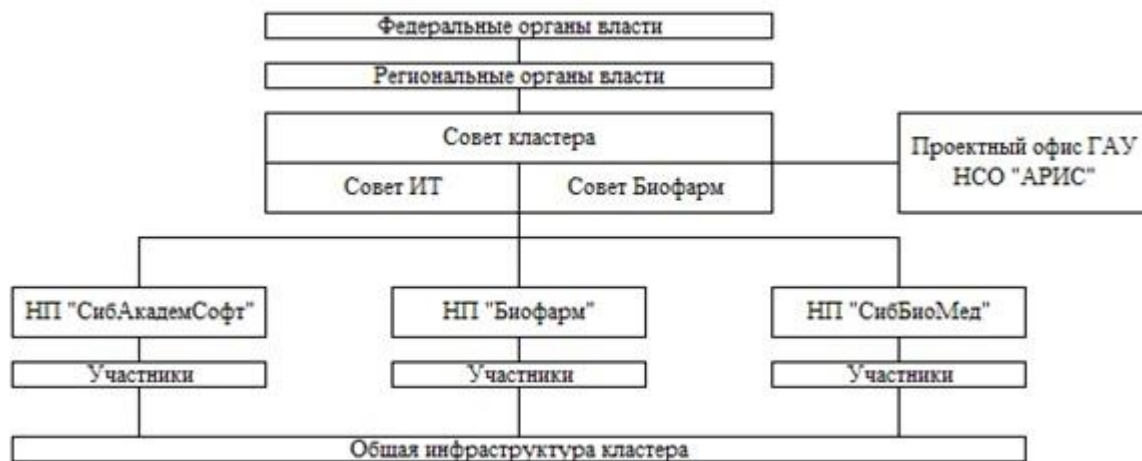 Федеральные органы власти
Региональные органы власти
Совет кластера
Проектный офис ГАУ
НСО "АРИС"
Совет ИТ
Совет Биофарм
НП "СибАкадемСофт"
НП "Биофарм"
НП "СибБиоМед"
Участники
Участники
Участники
Общая инфраструктура кластера